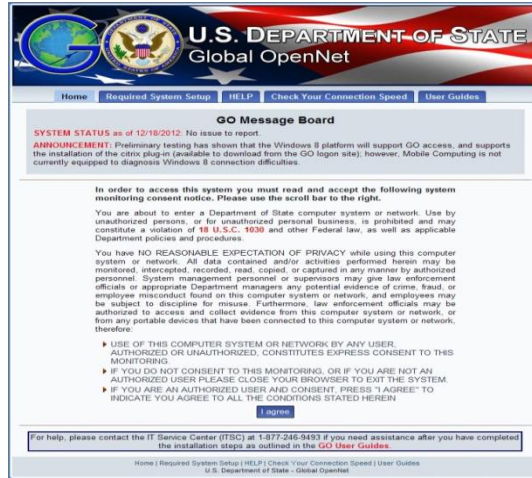 GO
U.S. DEPARTMENT OF STATE
Global OpenNet
Home Required System Setup HELP Check Your Connection Speed User Guides
GO Message Board
SYSTEM STATUS as of 12/18/2012: No issue to report.
ANNOUNCEMENT: Preliminary testing has shown that the Windows 8 platform will support GO access, and supports
the installation of the citrix plug-in (available to download from the GO logon site); however, Mobile Computing is not
currently equipped to diagnosis Windows 8 connection difficulties.
In order to access this system you must read and accept the following system
monitoring consent notice. Please use the scroll bar to the right.
You are about to enter a Department of State computer system or network. Use by
unauthorized persons, or for unauthorized personal business, is prohibited and may
constitute a violation of 18 U.S.C. 1030 and other Federal law, as well as applicable
Department policies and procedures.
You have NO REASONABLE EXPECTATION OF PRIVACY while using this computer
system or network. All data contained and/or activities performed herein may be
monitored, intercepted, recorded, read, copied, or captured in any manner by authorized
personnel. System management personnel or supervisors may give law enforcement
officials or appropriate Department managers any potential evidence of crime, fraud, or
employee misconduct found on this computer system or network, and employees may
be subject to discipline for misuse. Furthermore, law enforcement officials may be
authorized to access and collect evidence from this computer system or network, or
from any portable devices that have been connected to this computer system or network,
therefore:
USE OF THIS COMPUTER SYSTEM OR NETWORK BY ANY USER,
AUTHORIZED OR UNAUTHORIZED, CONSTITUTES EXPRESS CONSENT TO THIS
MONITORING.
IF YOU DO NOT CONSENT TO THIS MONITORING, OR IF YOU ARE NOT AN
AUTHORIZED USER PLEASE CLOSE YOUR BROWSER TO EXIT THE SYSTEM.
IF YOU ARE AN AUTHORIZED USER AND CONSENT, PRESS "I AGREE" TO
INDICATE YOU AGREE TO ALL THE CONDITIONS STATED HEREIN
I agree
For help, please contact the IT Service Center (ITSC) at 1-877-246-9493 if you need assistance after you have completed
the installation steps as outlined in the GO User Guides.
Home | Required System Setup | HELP | Check Your Connection Speed | User Guides
U.S. Department of State - Global OpenNet